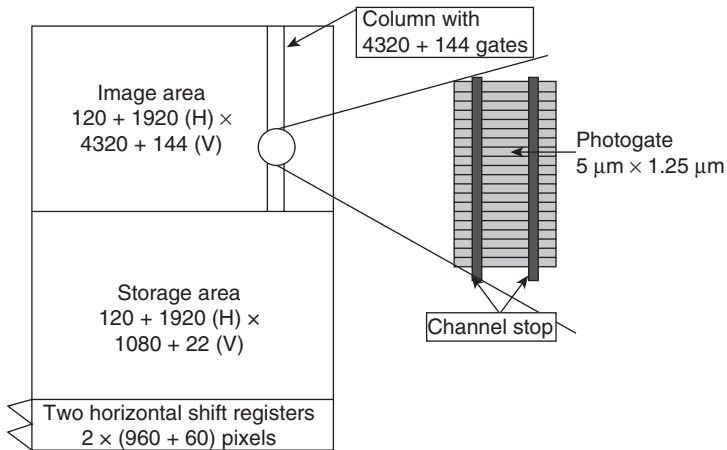 Column with
4320 + 144 gates
Image area
120 + 1920 (H) ×
4320 + 144 (V)
Photogate
5 μm × 1.25 μm
Storage area
120 + 1920 (H) ×
1080 + 22 (V)
Channel stop
Two horizontal shift registers
2 × (960 + 60) pixels